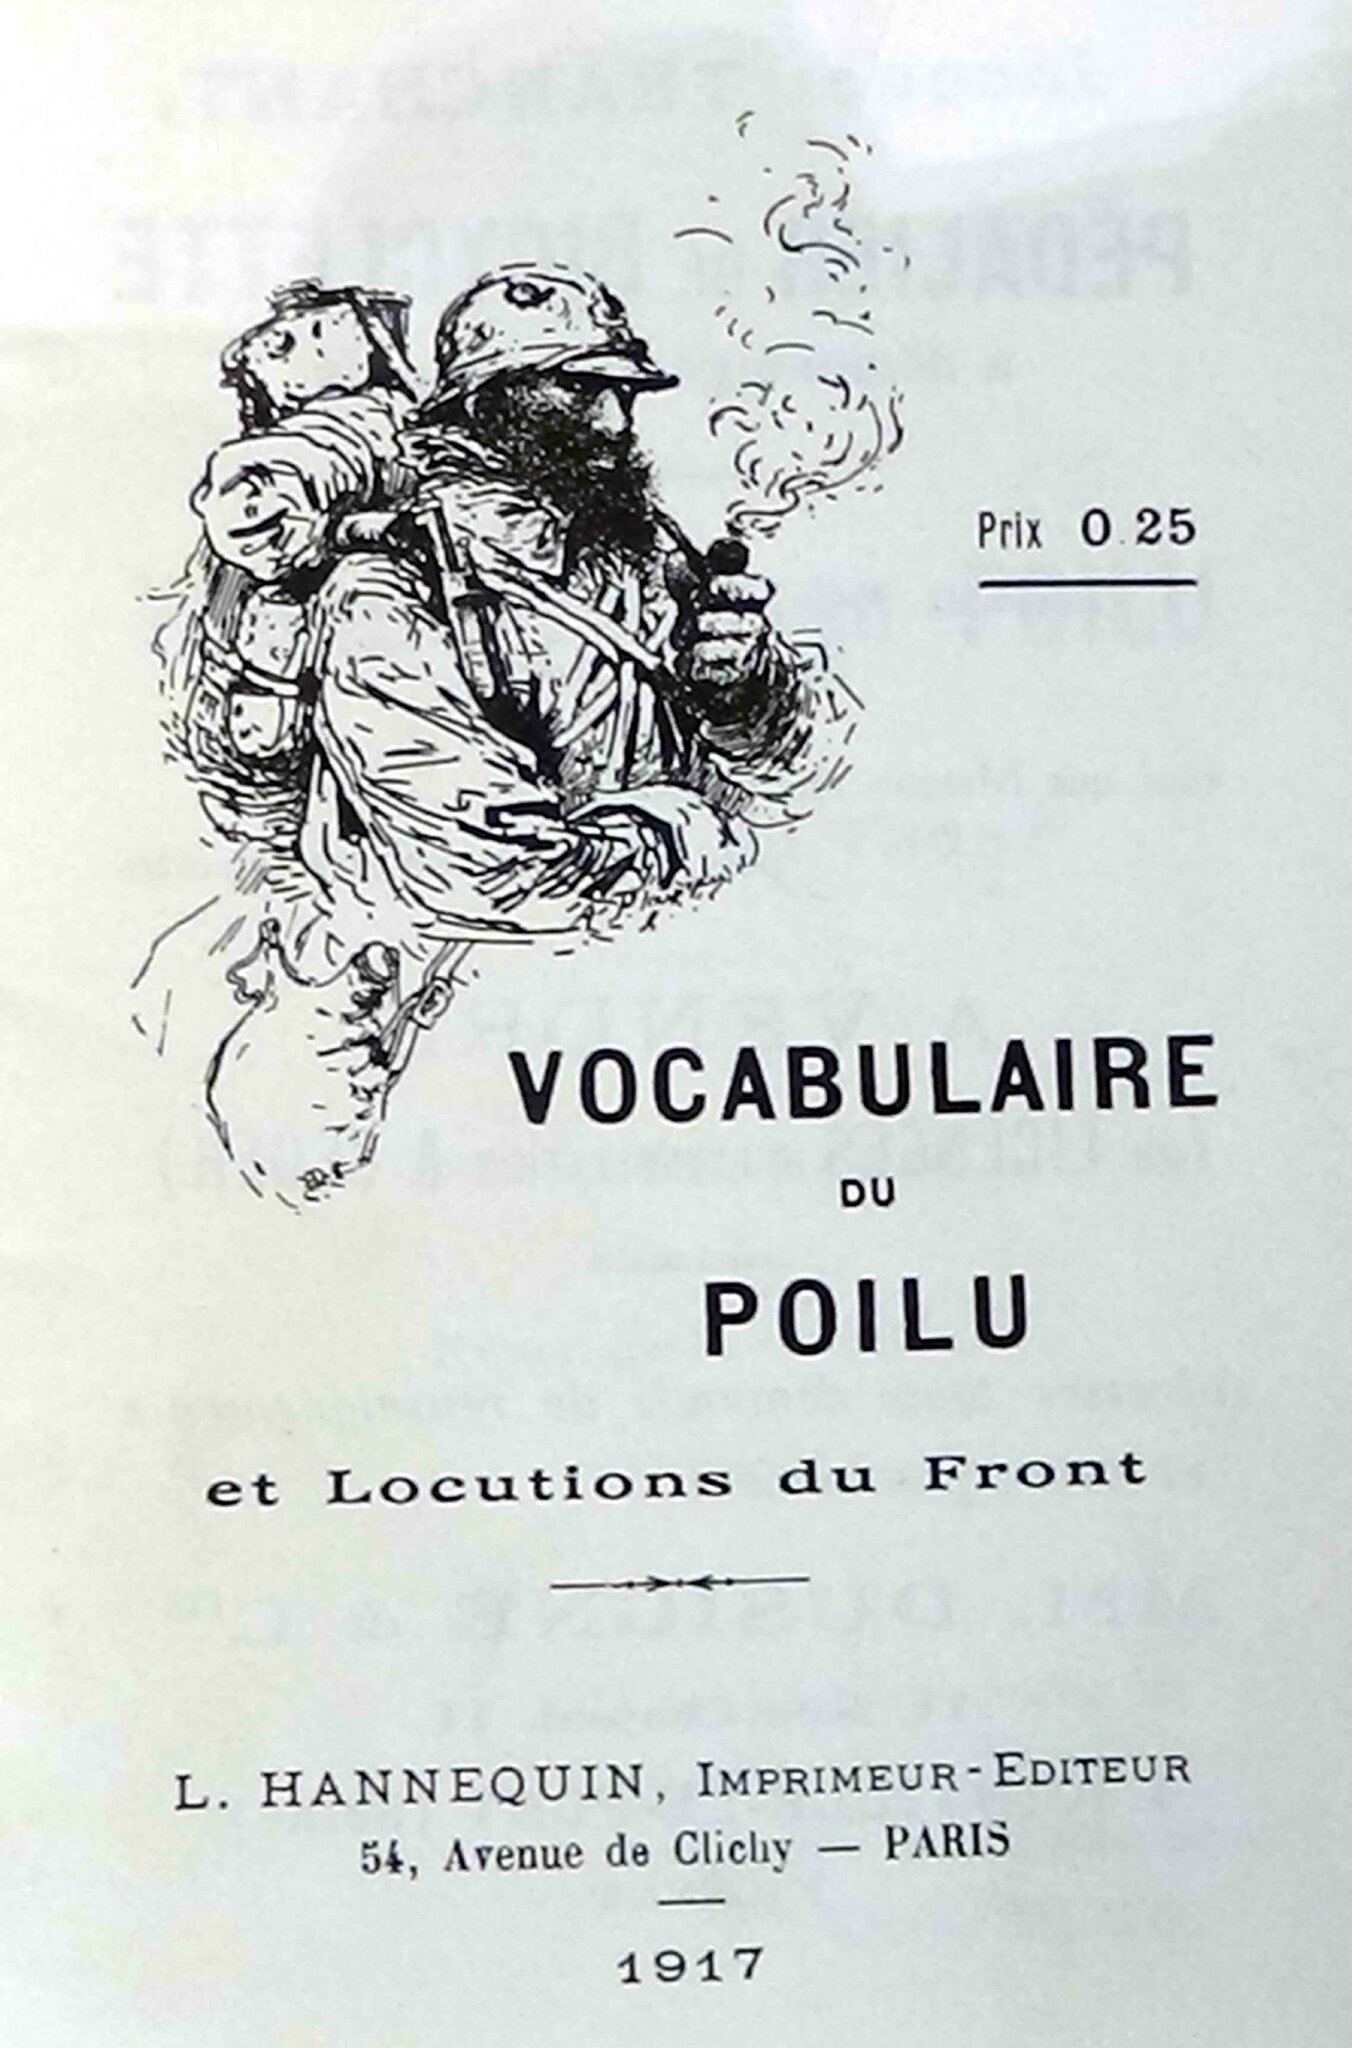 Prix 0.25
VOCABULAIRE
DU
POILU
et Locutions du Front
L. HANNEQUIN, IMPRIMEUR-EDITEUR
54, Avenue de Clichy — PARIS
1917